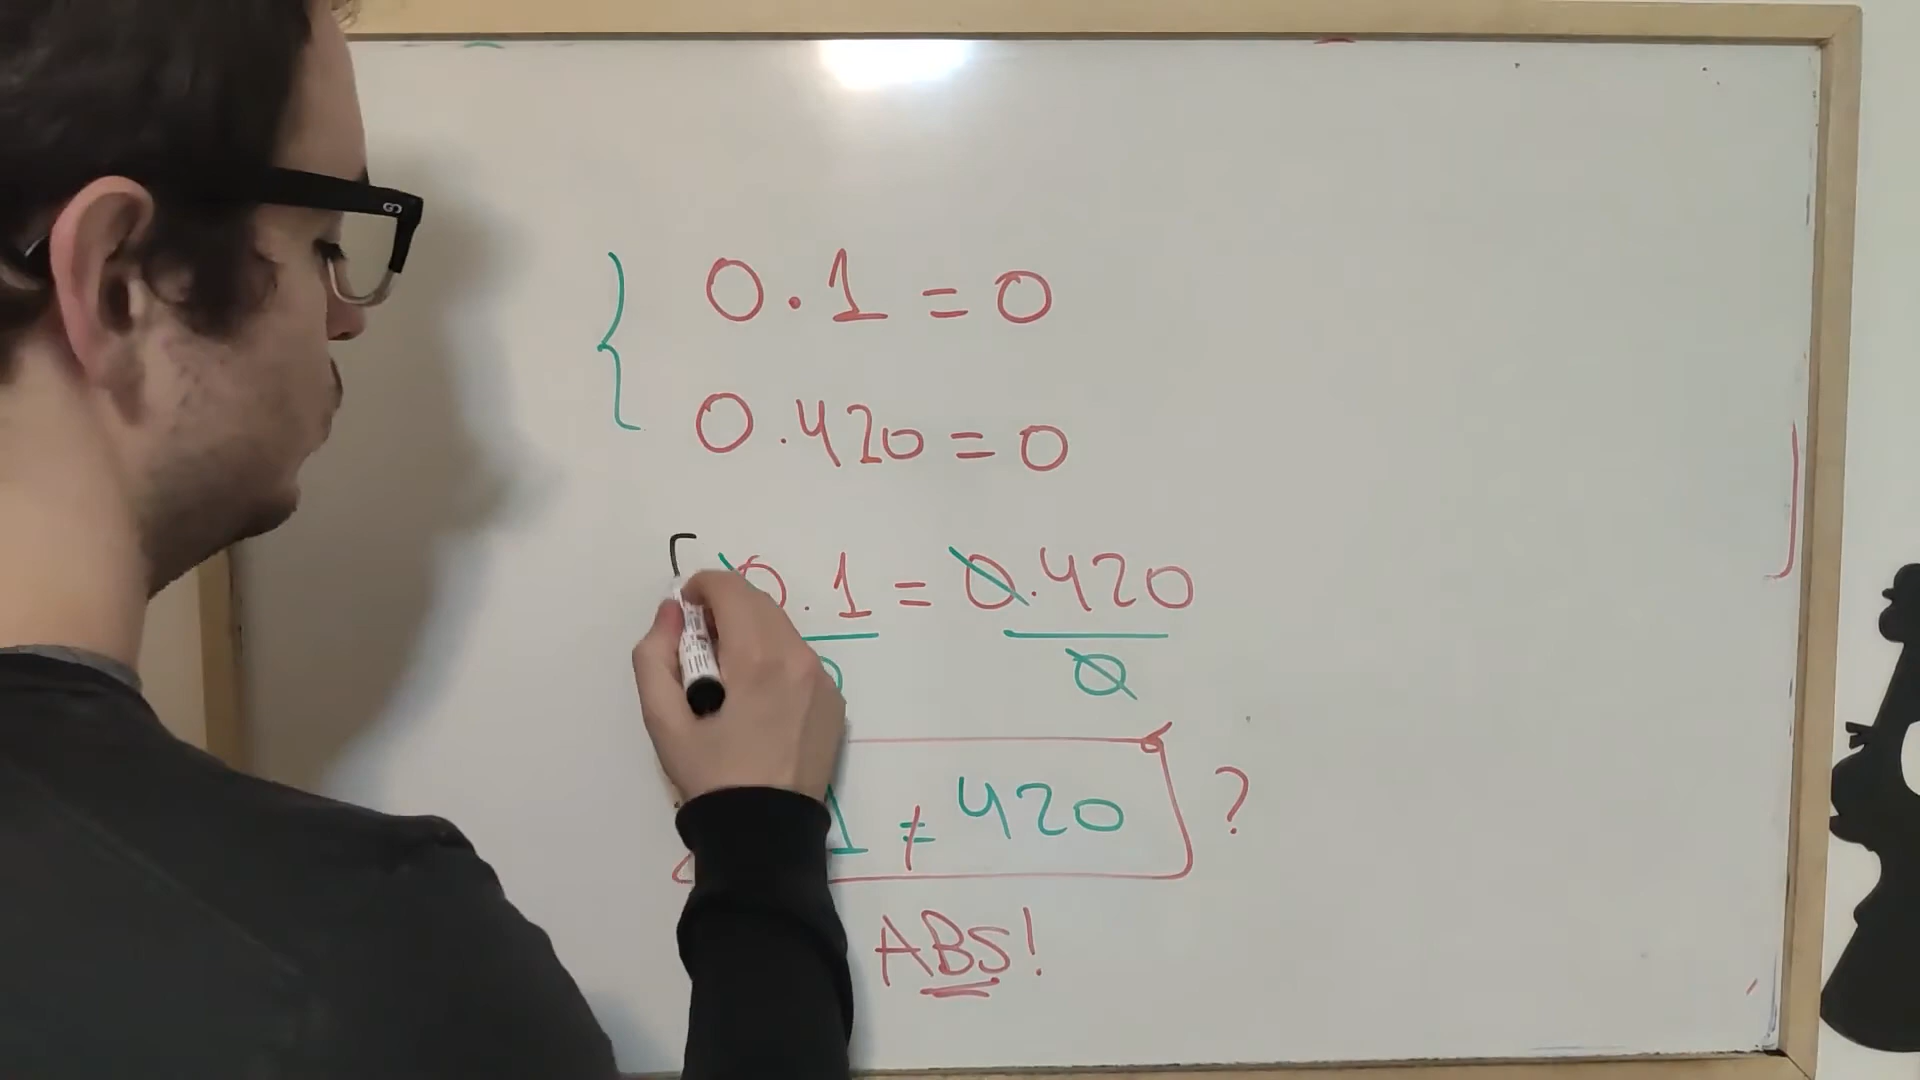 0 . 1 = 0
0 . 420 = 0
0 . 1 = 0 . 420
0
1 ≠ 420 ?
ABS!